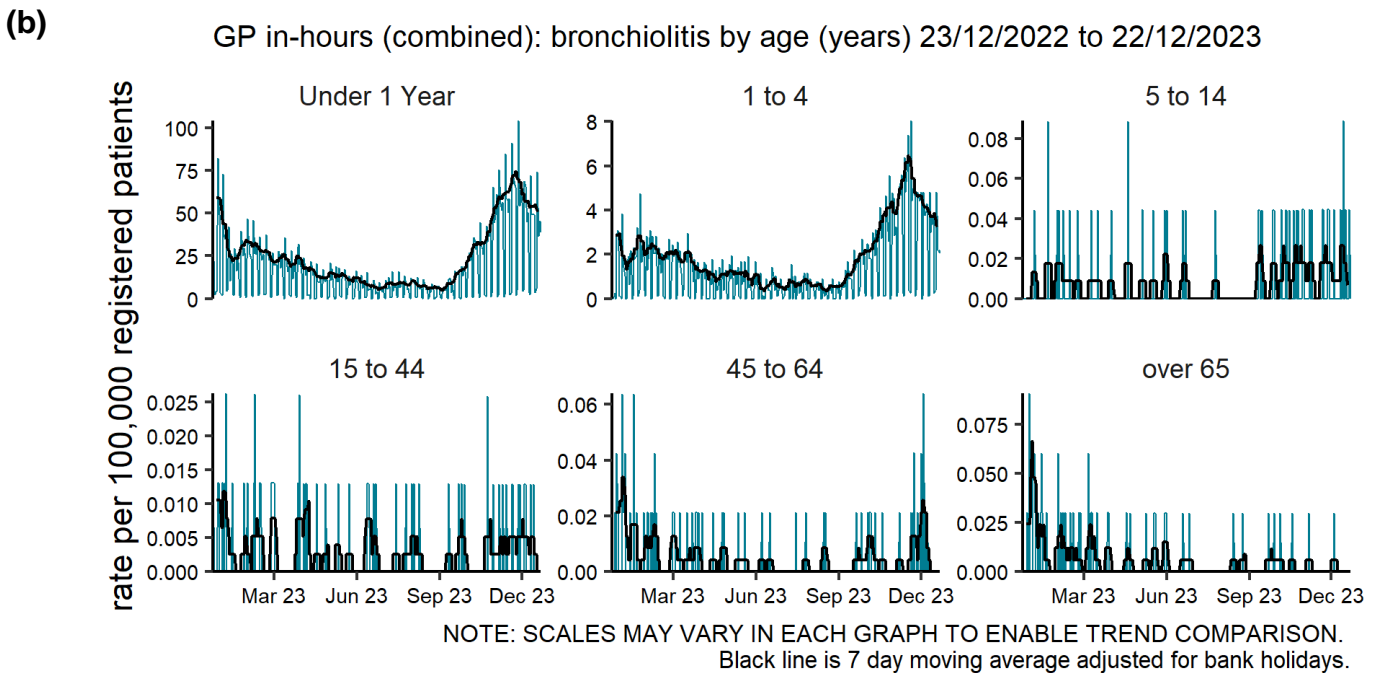 (b)
GP in-hours (combined): bronchiolitis by age (years) 23/12/2022 to 22/12/2023
rate per 100,000 registered patients
Under 1 Year
100
75
50
25
0
1 to 4
8
6
4
2
0
5 to 14
0.08
0.06
0.04
0.02
0.00
15 to 44
0.025
0.020
0.015
0.010
0.005
0.000
Mar 23 Jun 23 Sep 23 Dec 23
45 to 64
0.06
0.04
0.02
0.00
Mar 23 Jun 23 Sep 23 Dec 23
over 65
0.075
0.050
0.025
0.000
Mar 23 Jun 23 Sep 23 Dec 23
NOTE: SCALES MAY VARY IN EACH GRAPH TO ENABLE TREND COMPARISON.
Black line is 7 day moving average adjusted for bank holidays.